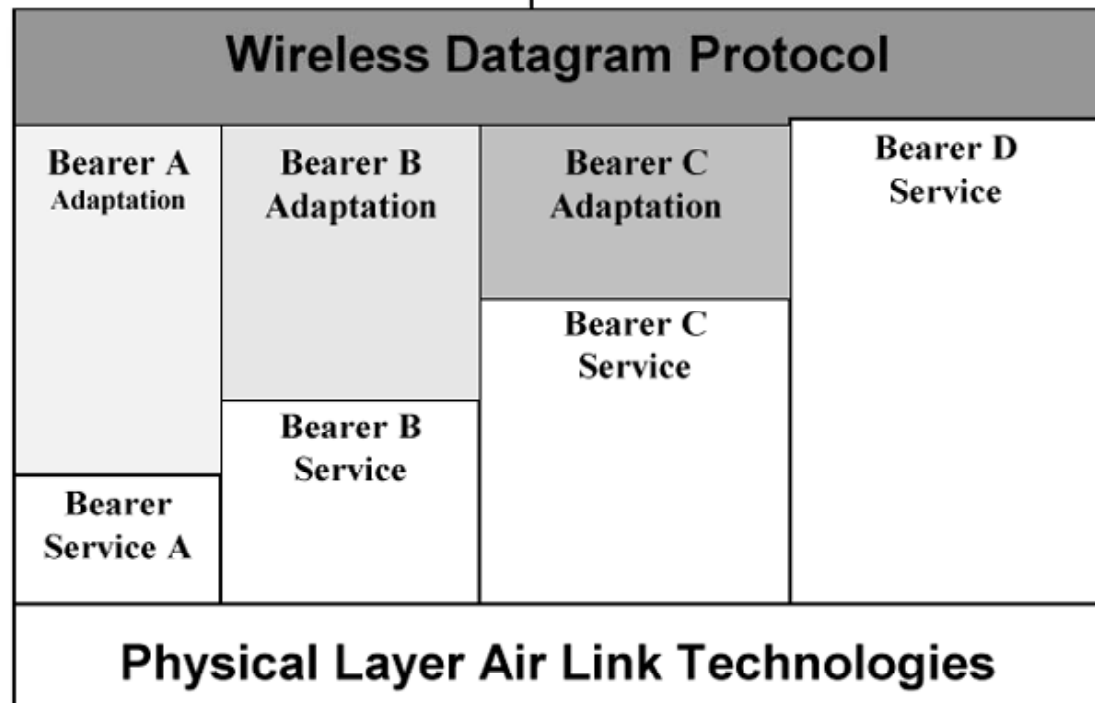 Wireless Datagram Protocol
Bearer A
Adaptation
Bearer B
Adaptation
Bearer C
Adaptation
Bearer D
Service
Bearer C
Service
Bearer B
Service
Bearer
Service A
Physical Layer Air Link Technologies